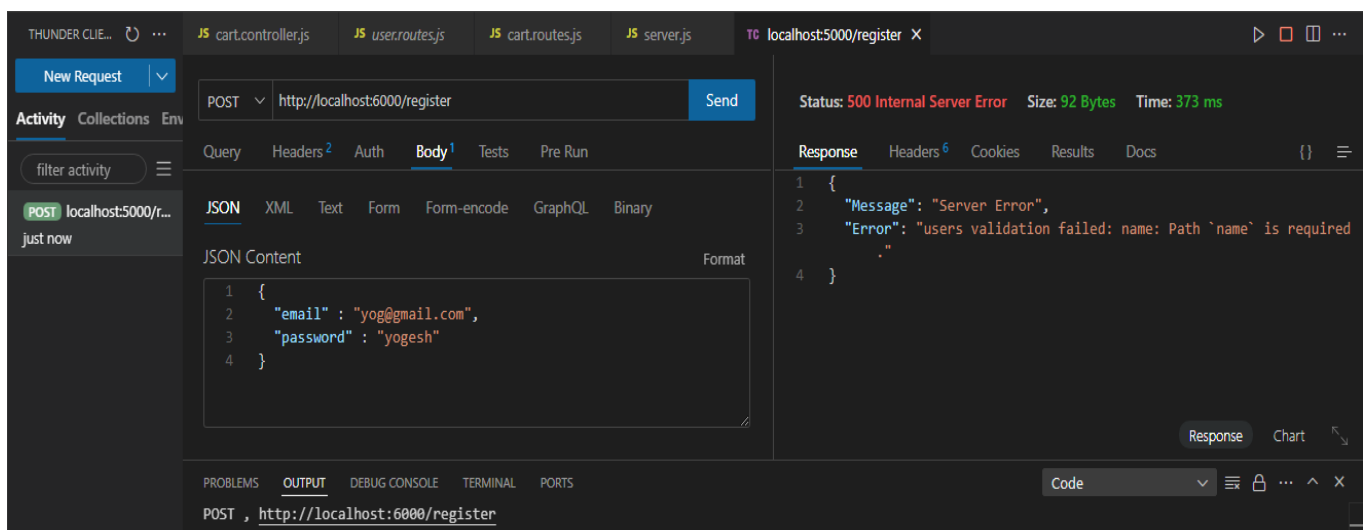 THUNDER CLIE... ...
JS cart.controller.js JS user.routes.js JS cart.routes.js JS server.js TC localhost:5000/register X ...
New Request
Activity Collections Env
filter activity
POST localhost:5000/r...
just now
POST http://localhost:6000/register Send
Query Headers 2 Auth Body 1 Tests Pre Run
JSON XML Text Form Form-encode GraphQL Binary
JSON Content Format
1 {
2 "email" : "yog@gmail.com",
3 "password" : "yogesh"
4 }
Status: 500 Internal Server Error Size: 92 Bytes Time: 373 ms
Response Headers 6 Cookies Results Docs {}
1 {
2 "Message": "Server Error",
3 "Error": "users validation failed: name: Path `name` is required
."
4 }
Response Chart
PROBLEMS OUTPUT DEBUG CONSOLE TERMINAL PORTS Code ...
POST , http://localhost:6000/register